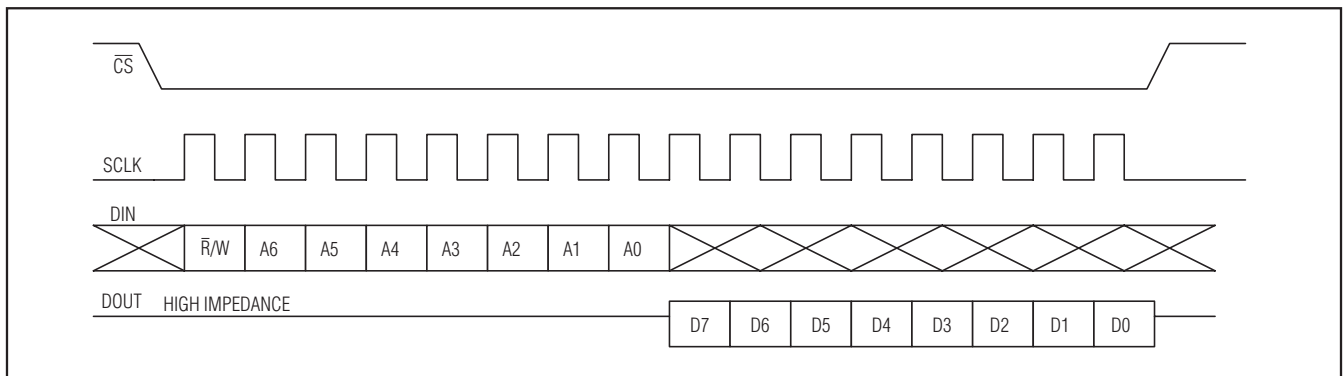 C̅S̅
SCLK
DIN
R̅/W A6 A5 A4 A3 A2 A1 A0
DOUT HIGH IMPEDANCE
D7 D6 D5 D4 D3 D2 D1 D0